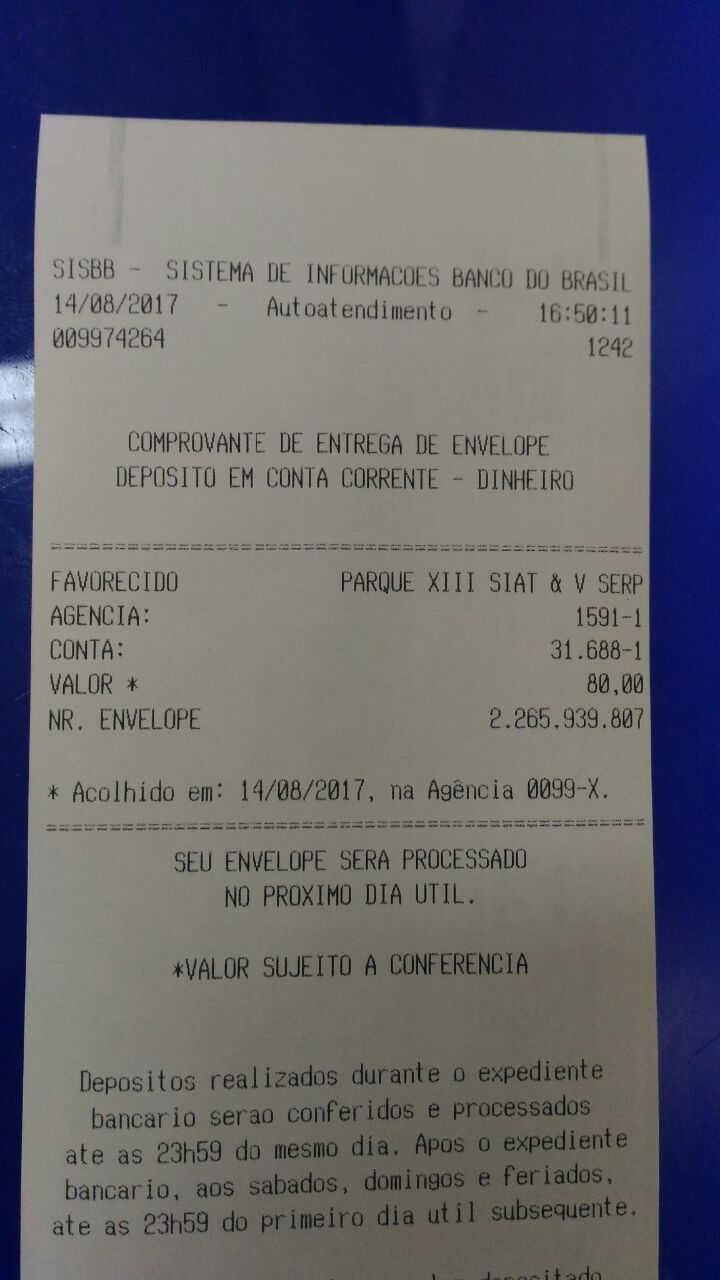 SISBB - SISTEMA DE INFORMACOES BANCO DO BRASIL
14/08/2017 - Autoatendimento - 16:50:11
009974264 1242
COMPROVANTE DE ENTREGA DE ENVELOPE
DEPOSITO EM CONTA CORRENTE - DINHEIRO
FAVORECIDO PARQUE XIII SIAT & V SERP
AGENCIA: 1591-1
CONTA: 31.688-1
VALOR * 80,00
NR. ENVELOPE 2.265.939.807
* Acolhido em: 14/08/2017, na Agência 0099-X.
SEU ENVELOPE SERA PROCESSADO
NO PROXIMO DIA UTIL.
*VALOR SUJEITO A CONFERENCIA
Depositos realizados durante o expediente
bancario serao conferidos e processados
ate as 23h59 do mesmo dia. Apos o expediente
bancario, aos sabados, domingos e feriados,
ate as 23h59 do primeiro dia util subsequente.
depositado